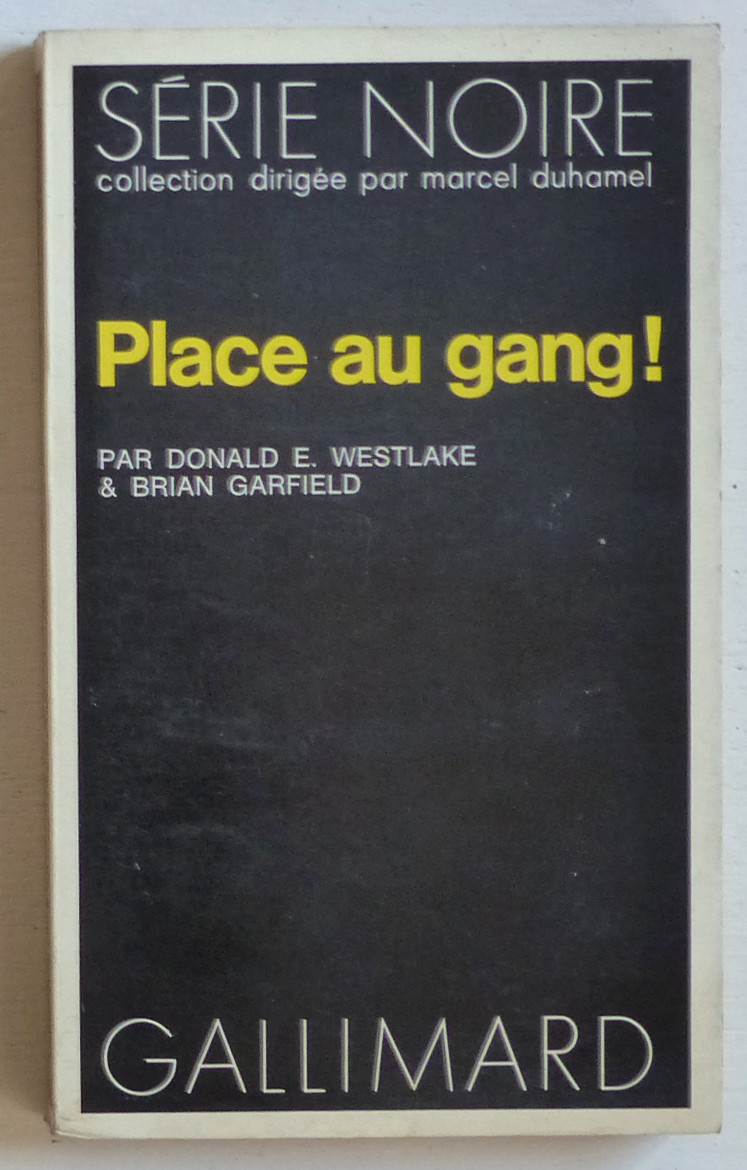 SÉRIE NOIRE
collection dirigée par marcel duhamel
Place au gang!
PAR DONALD E. WESTLAKE
& BRIAN GARFIELD
GALLIMARD